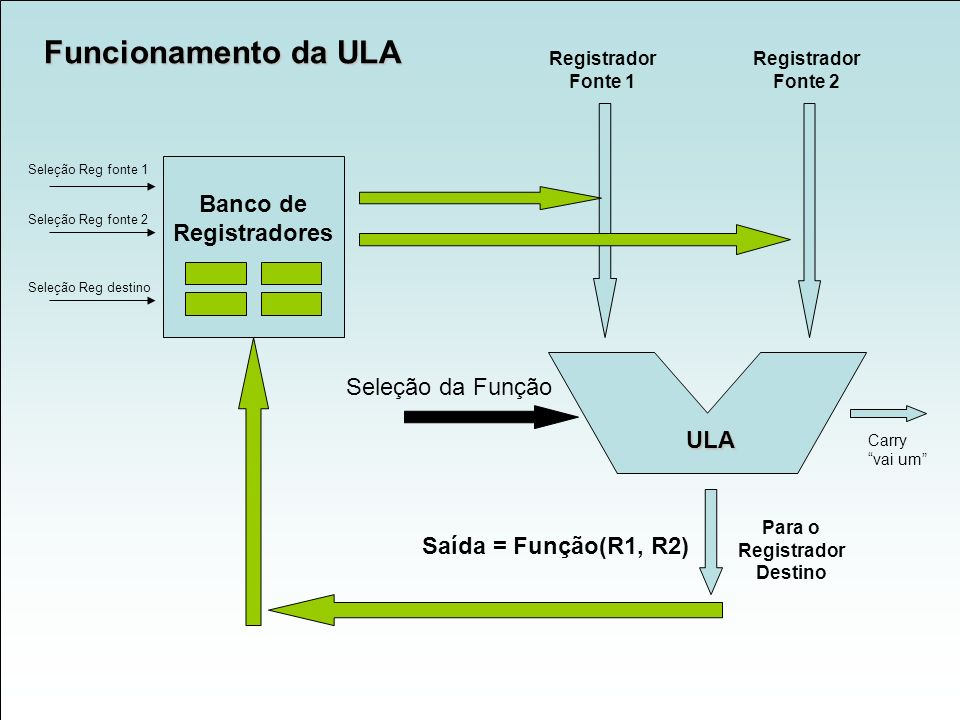 Funcionamento da ULA
Registrador
Fonte 1
Registrador
Fonte 2
Seleção Reg fonte 1
Seleção Reg fonte 2
Seleção Reg destino
Banco de
Registradores
Seleção da Função
ULA
Carry
“vai um”
Saída = Função(R1, R2)
Para o
Registrador
Destino